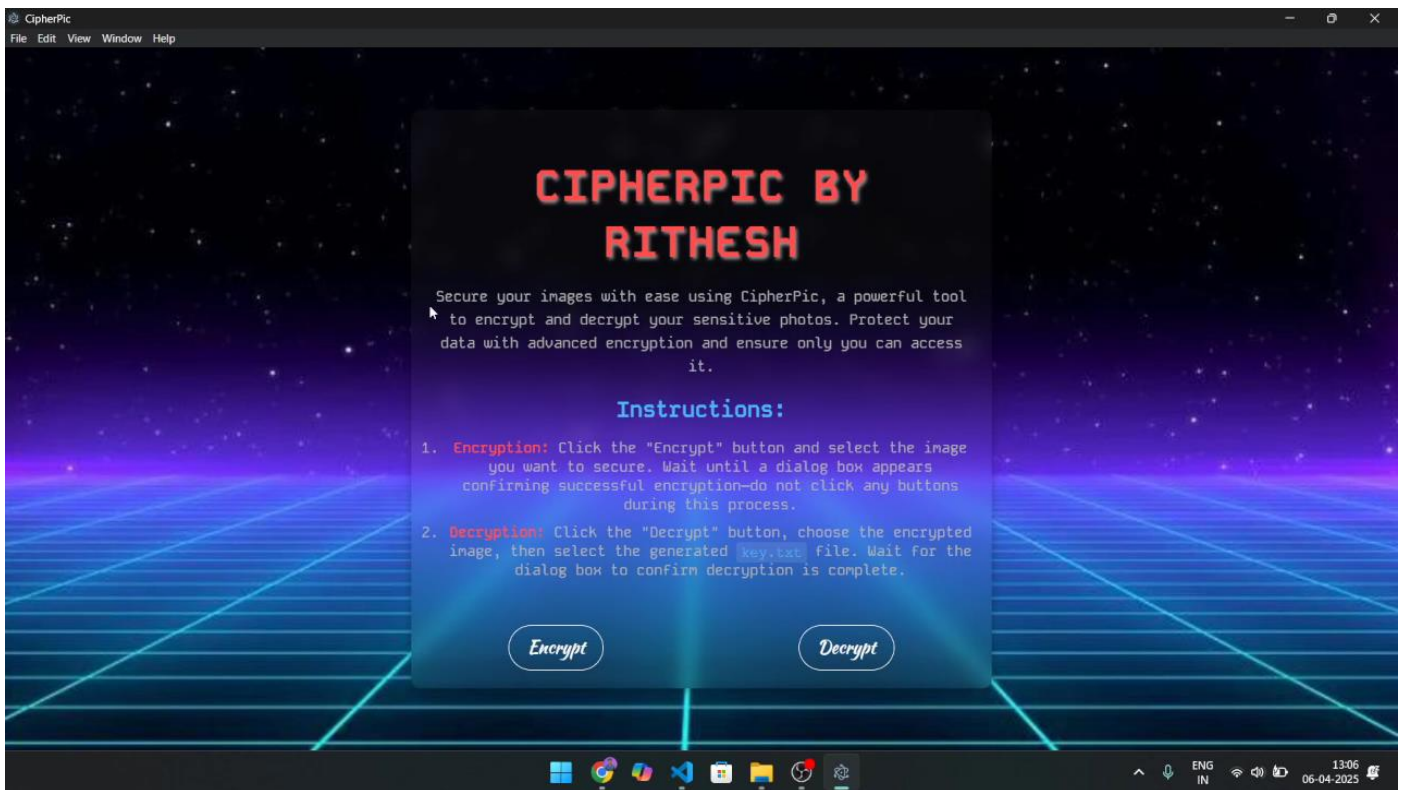 CipherPic
File Edit View Window Help
CIPHERPIC BY
RITHESH
Secure your images with ease using CipherPic, a powerful tool
to encrypt and decrypt your sensitive photos. Protect your
data with advanced encryption and ensure only you can access
it.
Instructions:
1. Encryption: Click the "Encrypt" button and select the image
you want to secure. Wait until a dialog box appears
confirming successful encryption—do not click any buttons
during this process.
2. Decryption: Click the "Decrypt" button, choose the encrypted
image, then select the generated key.txt file. Wait for the
dialog box to confirm decryption is complete.
Encrypt
Decrypt
ENG
IN
13:06
06-04-2025